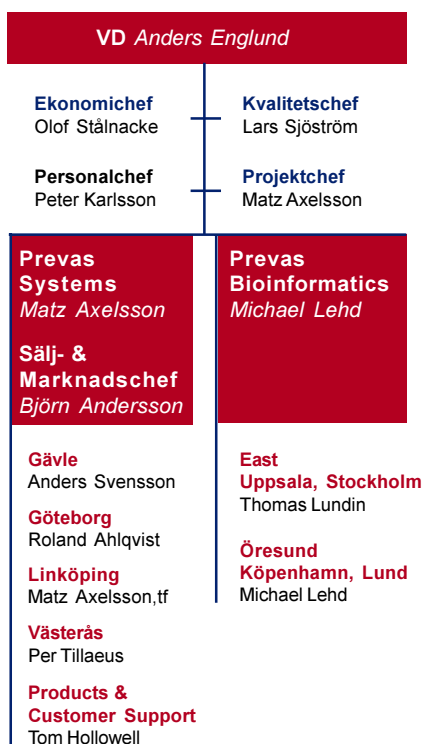 VD Anders Englund
Ekonomichef
Olof Stålnacke
Kvalitetschef
Lars Sjöström
Personalchef
Peter Karlsson
Projektchef
Matz Axelsson
Prevas
Systems
Matz Axelsson
Sälj- &
Marknadschef
Björn Andersson
Prevas
Bioinformatics
Michael Lehd
Gävle
Anders Svensson
Göteborg
Roland Ahlqvist
Linköping
Matz Axelsson,tf
Västerås
Per Tillaeus
Products &
Customer Support
Tom Hollowell
East
Uppsala, Stockholm
Thomas Lundin
Öresund
Köpenhamn, Lund
Michael Lehd